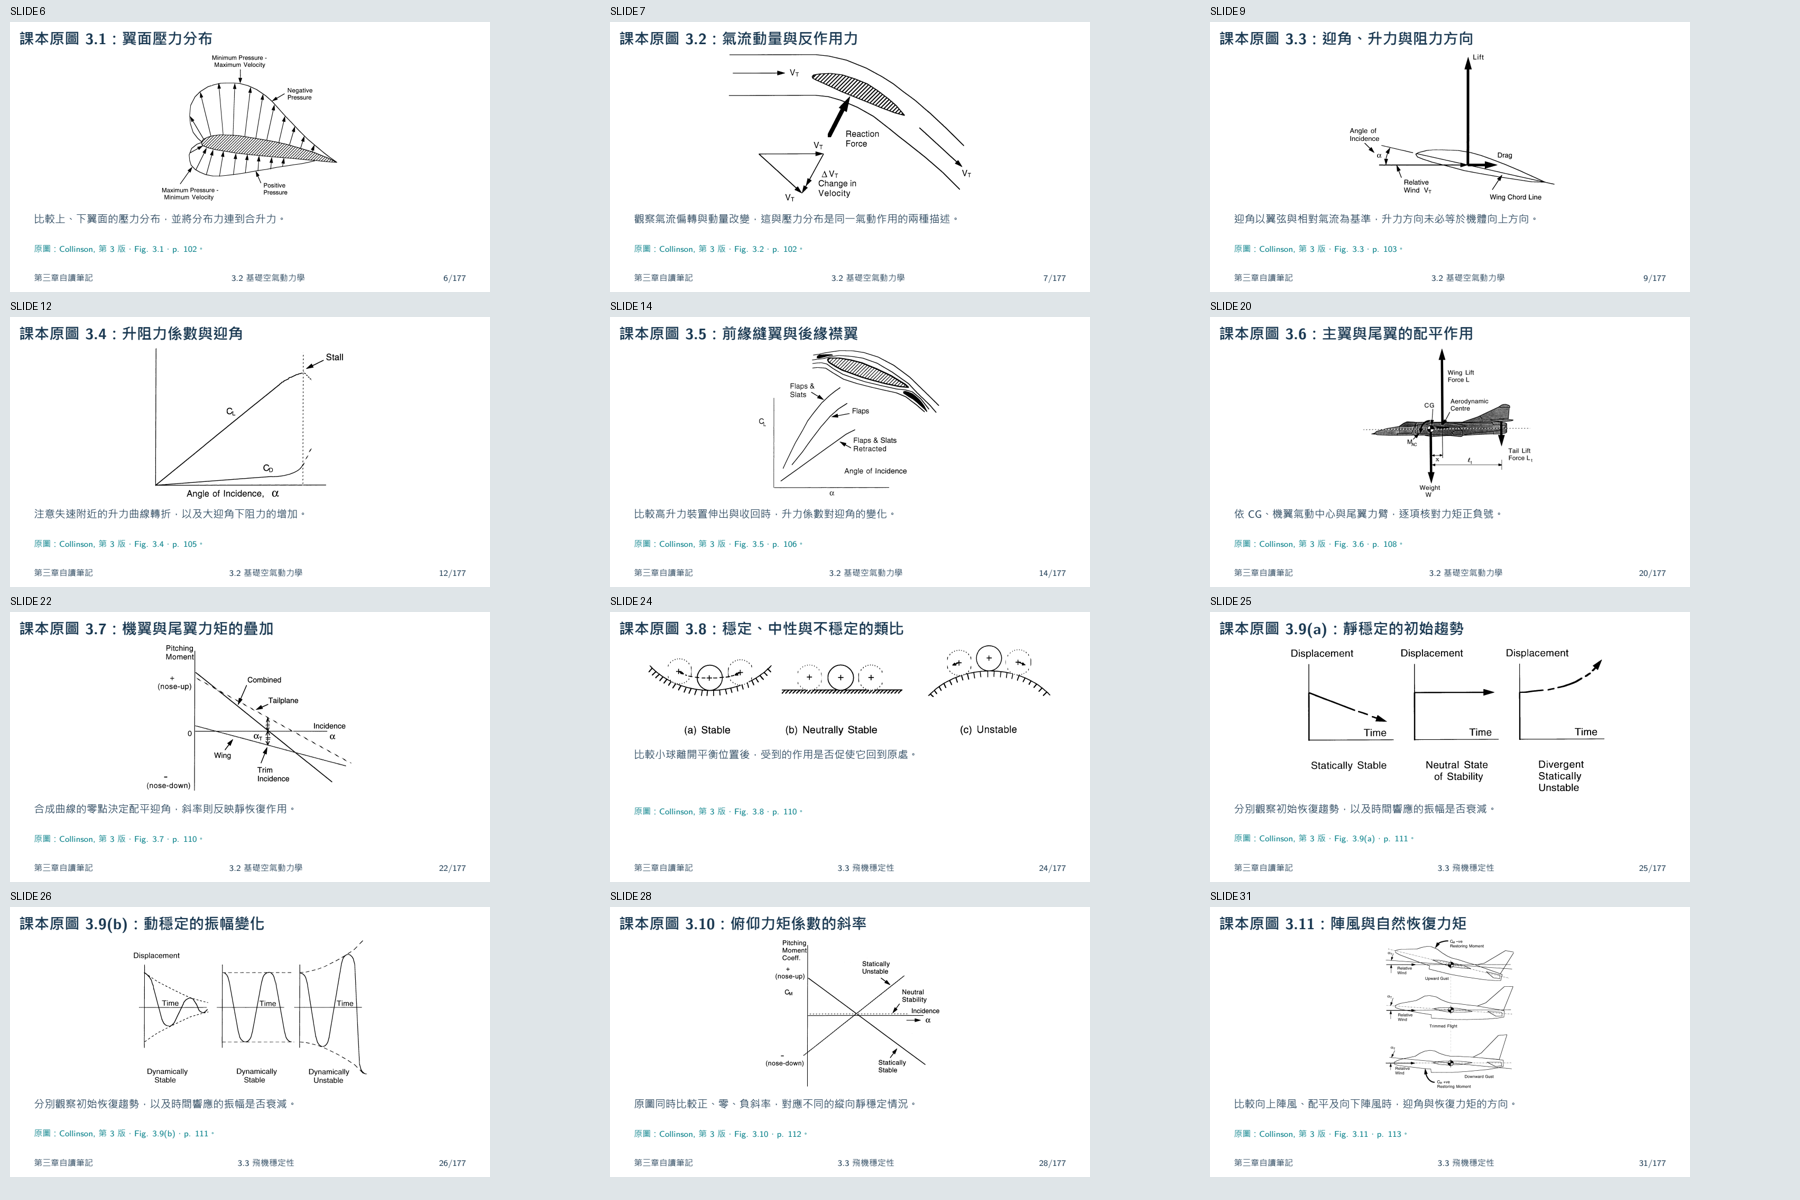 SLIDE 6
課本原圖 3.1：翼面壓力分布
Minimum Pressure -
Maximum Velocity
Negative
Pressure
Maximum Pressure -
Minimum Velocity
Positive
Pressure
比較上、下翼面的壓力分布，並將分布力連到合升力。
原圖：Collinson, 第 3 版，Fig. 3.1，p. 102。
第三章自讀筆記
3.2 基礎空氣動力學
6/177
SLIDE 7
課本原圖 3.2：氣流動量與反作用力
VT
Reaction
Force
VT
Δ VT
Change in
Velocity
VT
VT
觀察氣流偏轉與動量改變，這與壓力分布是同一氣動作用的兩種描述。
原圖：Collinson, 第 3 版，Fig. 3.2，p. 102。
第三章自讀筆記
3.2 基礎空氣動力學
7/177
SLIDE 9
課本原圖 3.3：迎角、升力與阻力方向
Lift
Angle of
Incidence
α
Drag
Relative
Wind VT
Wing Chord Line
迎角以翼弦與相對氣流為基準，升力方向未必等於機體向上方向。
原圖：Collinson, 第 3 版，Fig. 3.3，p. 103。
第三章自讀筆記
3.2 基礎空氣動力學
9/177
SLIDE 12
課本原圖 3.4：升阻力係數與迎角
Stall
CL
CD
Angle of Incidence, α
注意失速附近的升力曲線轉折，以及大迎角下阻力的增加。
原圖：Collinson, 第 3 版，Fig. 3.4，p. 105。
第三章自讀筆記
3.2 基礎空氣動力學
12/177
SLIDE 14
課本原圖 3.5：前緣縫翼與後緣襟翼
Flaps &
Slats
Flaps
CL
Flaps & Slats
Retracted
Angle of Incidence
α
比較高升力裝置伸出與收回時，升力係數對迎角的變化。
原圖：Collinson, 第 3 版，Fig. 3.5，p. 106。
第三章自讀筆記
3.2 基礎空氣動力學
14/177
SLIDE 20
課本原圖 3.6：主翼與尾翼的配平作用
Wing Lift
Force L
CG
Aerodynamic
Centre
x
Tail Lift
Force Lt
Weight
W
依 CG、機翼氣動中心與尾翼力臂，逐項核對力矩正負號。
原圖：Collinson, 第 3 版，Fig. 3.6，p. 108。
第三章自讀筆記
3.2 基礎空氣動力學
20/177
SLIDE 22
課本原圖 3.7：機翼與尾翼力矩的疊加
Pitching
Moment
+
(nose-up)
Combined
Tailplane
Incidence
α
0
αT
Wing
Trim
Incidence
−
(nose-down)
合成曲線的零點決定配平迎角，斜率則反映靜恢復作用。
原圖：Collinson, 第 3 版，Fig. 3.7，p. 110。
第三章自讀筆記
3.2 基礎空氣動力學
22/177
SLIDE 24
課本原圖 3.8：穩定、中性與不穩定的類比
(a) Stable
(b) Neutrally Stable
(c) Unstable
比較小球離開平衡位置後，受到的作用是否促使它回到原處。
原圖：Collinson, 第 3 版，Fig. 3.8，p. 110。
第三章自讀筆記
3.3 飛機穩定性
24/177
SLIDE 25
課本原圖 3.9(a)：靜穩定的初始趨勢
Displacement
Displacement
Displacement
Time
Time
Time
Statically Stable
Neutral State
of Stability
Divergent
Statically
Unstable
分別觀察初始恢復趨勢，以及時間響應的振幅是否衰減。
原圖：Collinson, 第 3 版，Fig. 3.9(a)，p. 111。
第三章自讀筆記
3.3 飛機穩定性
25/177
SLIDE 26
課本原圖 3.9(b)：動穩定的振幅變化
Displacement
Time
Time
Time
Dynamically
Stable
Dynamically
Stable
Dynamically
Unstable
分別觀察初始恢復趨勢，以及時間響應的振幅是否衰減。
原圖：Collinson, 第 3 版，Fig. 3.9(b)，p. 111。
第三章自讀筆記
3.3 飛機穩定性
26/177
SLIDE 28
課本原圖 3.10：俯仰力矩係數的斜率
Pitching
Moment
Coeff.
+
(nose-up)
CM
Statically
Unstable
Neutral
Stability
Incidence
α
−
(nose-down)
Statically
Stable
原圖同時比較正、零、負斜率，對應不同的縱向靜穩定情況。
原圖：Collinson, 第 3 版，Fig. 3.10，p. 112。
第三章自讀筆記
3.3 飛機穩定性
28/177
SLIDE 31
課本原圖 3.11：陣風與自然恢復力矩
Restoring Moment
Relative
Wind
Upward Gust
Relative
Wind
Trimmed Flight
Relative
Wind
Downward Gust
Restoring Moment
比較向上陣風、配平及向下陣風時，迎角與恢復力矩的方向。
原圖：Collinson, 第 3 版，Fig. 3.11，p. 113。
第三章自讀筆記
3.3 飛機穩定性
31/177